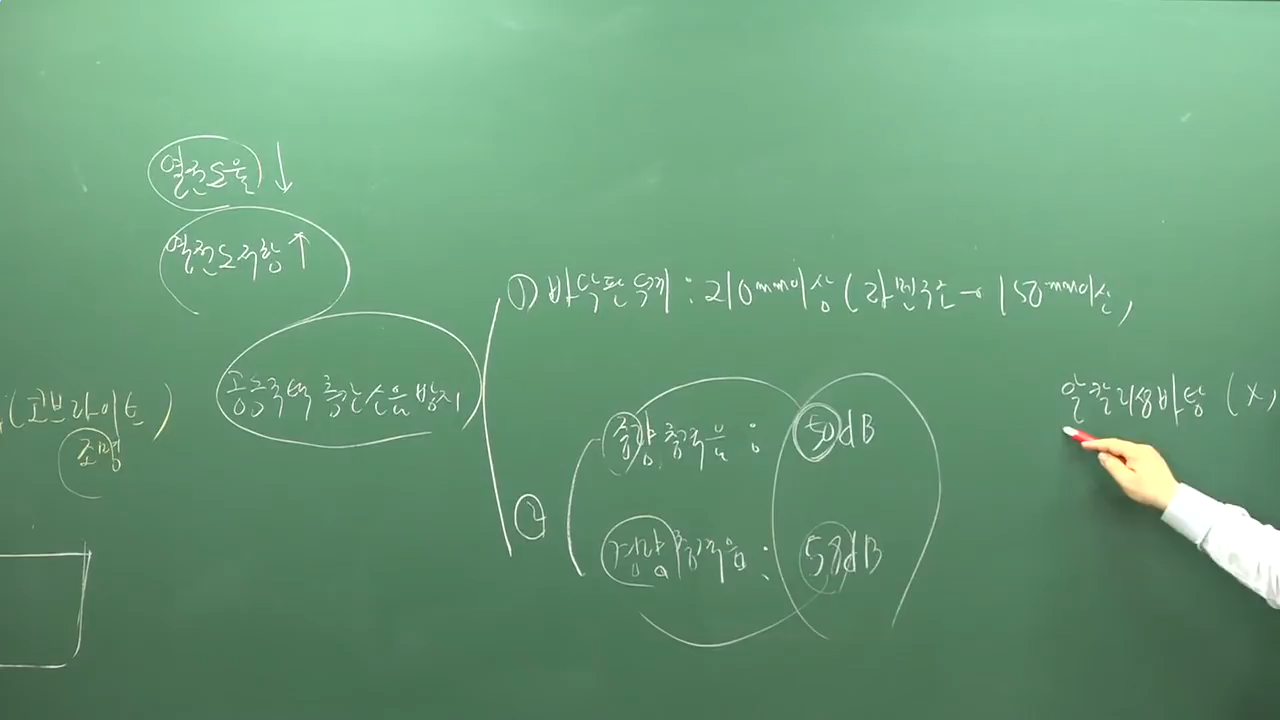 열전도율 ↓
열전도저항 ↑
① 바닥판 두께 : 210mm이상 (라멘구조 → 150mm이상)
공동주택 층간소음방지
② 중량충격음 : 50dB
경량충격음 : 58dB
(코브라이트)
조명
알칼리성바탕 (X)